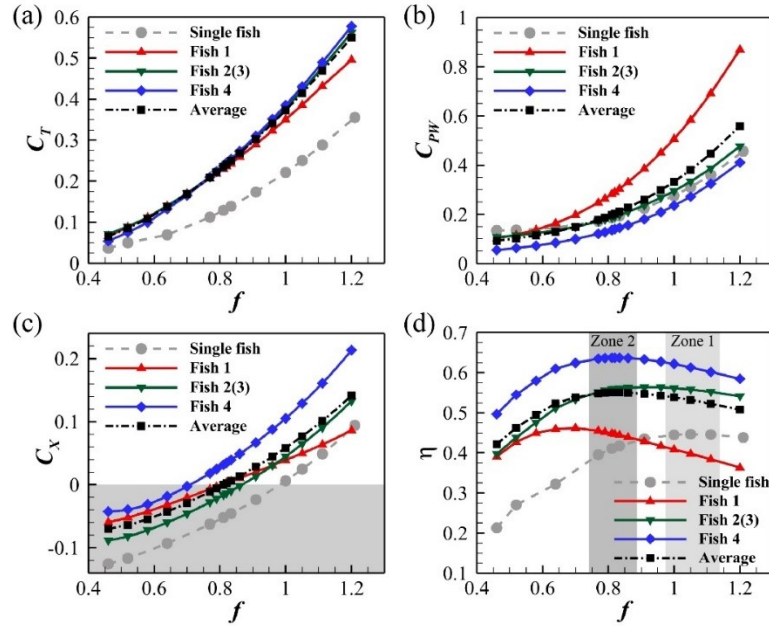 (a)
0.6
0.5
0.4
0.3
0.2
0.1
0
C_T
Single fish
Fish 1
Fish 2(3)
Fish 4
Average
0.4 0.6 0.8 1 1.2
f
(b)
1
0.8
0.6
0.4
0.2
0
C_PW
Single fish
Fish 1
Fish 2(3)
Fish 4
Average
0.4 0.6 0.8 1 1.2
f
(c)
0.2
0.1
0
-0.1
C_X
Single fish
Fish 1
Fish 2(3)
Fish 4
Average
0.4 0.6 0.8 1 1.2
f
(d)
0.7
0.6
0.5
0.4
0.3
0.2
0.1
η
Zone 2 Zone 1
Single fish
Fish 1
Fish 2(3)
Fish 4
Average
0.4 0.6 0.8 1 1.2
f